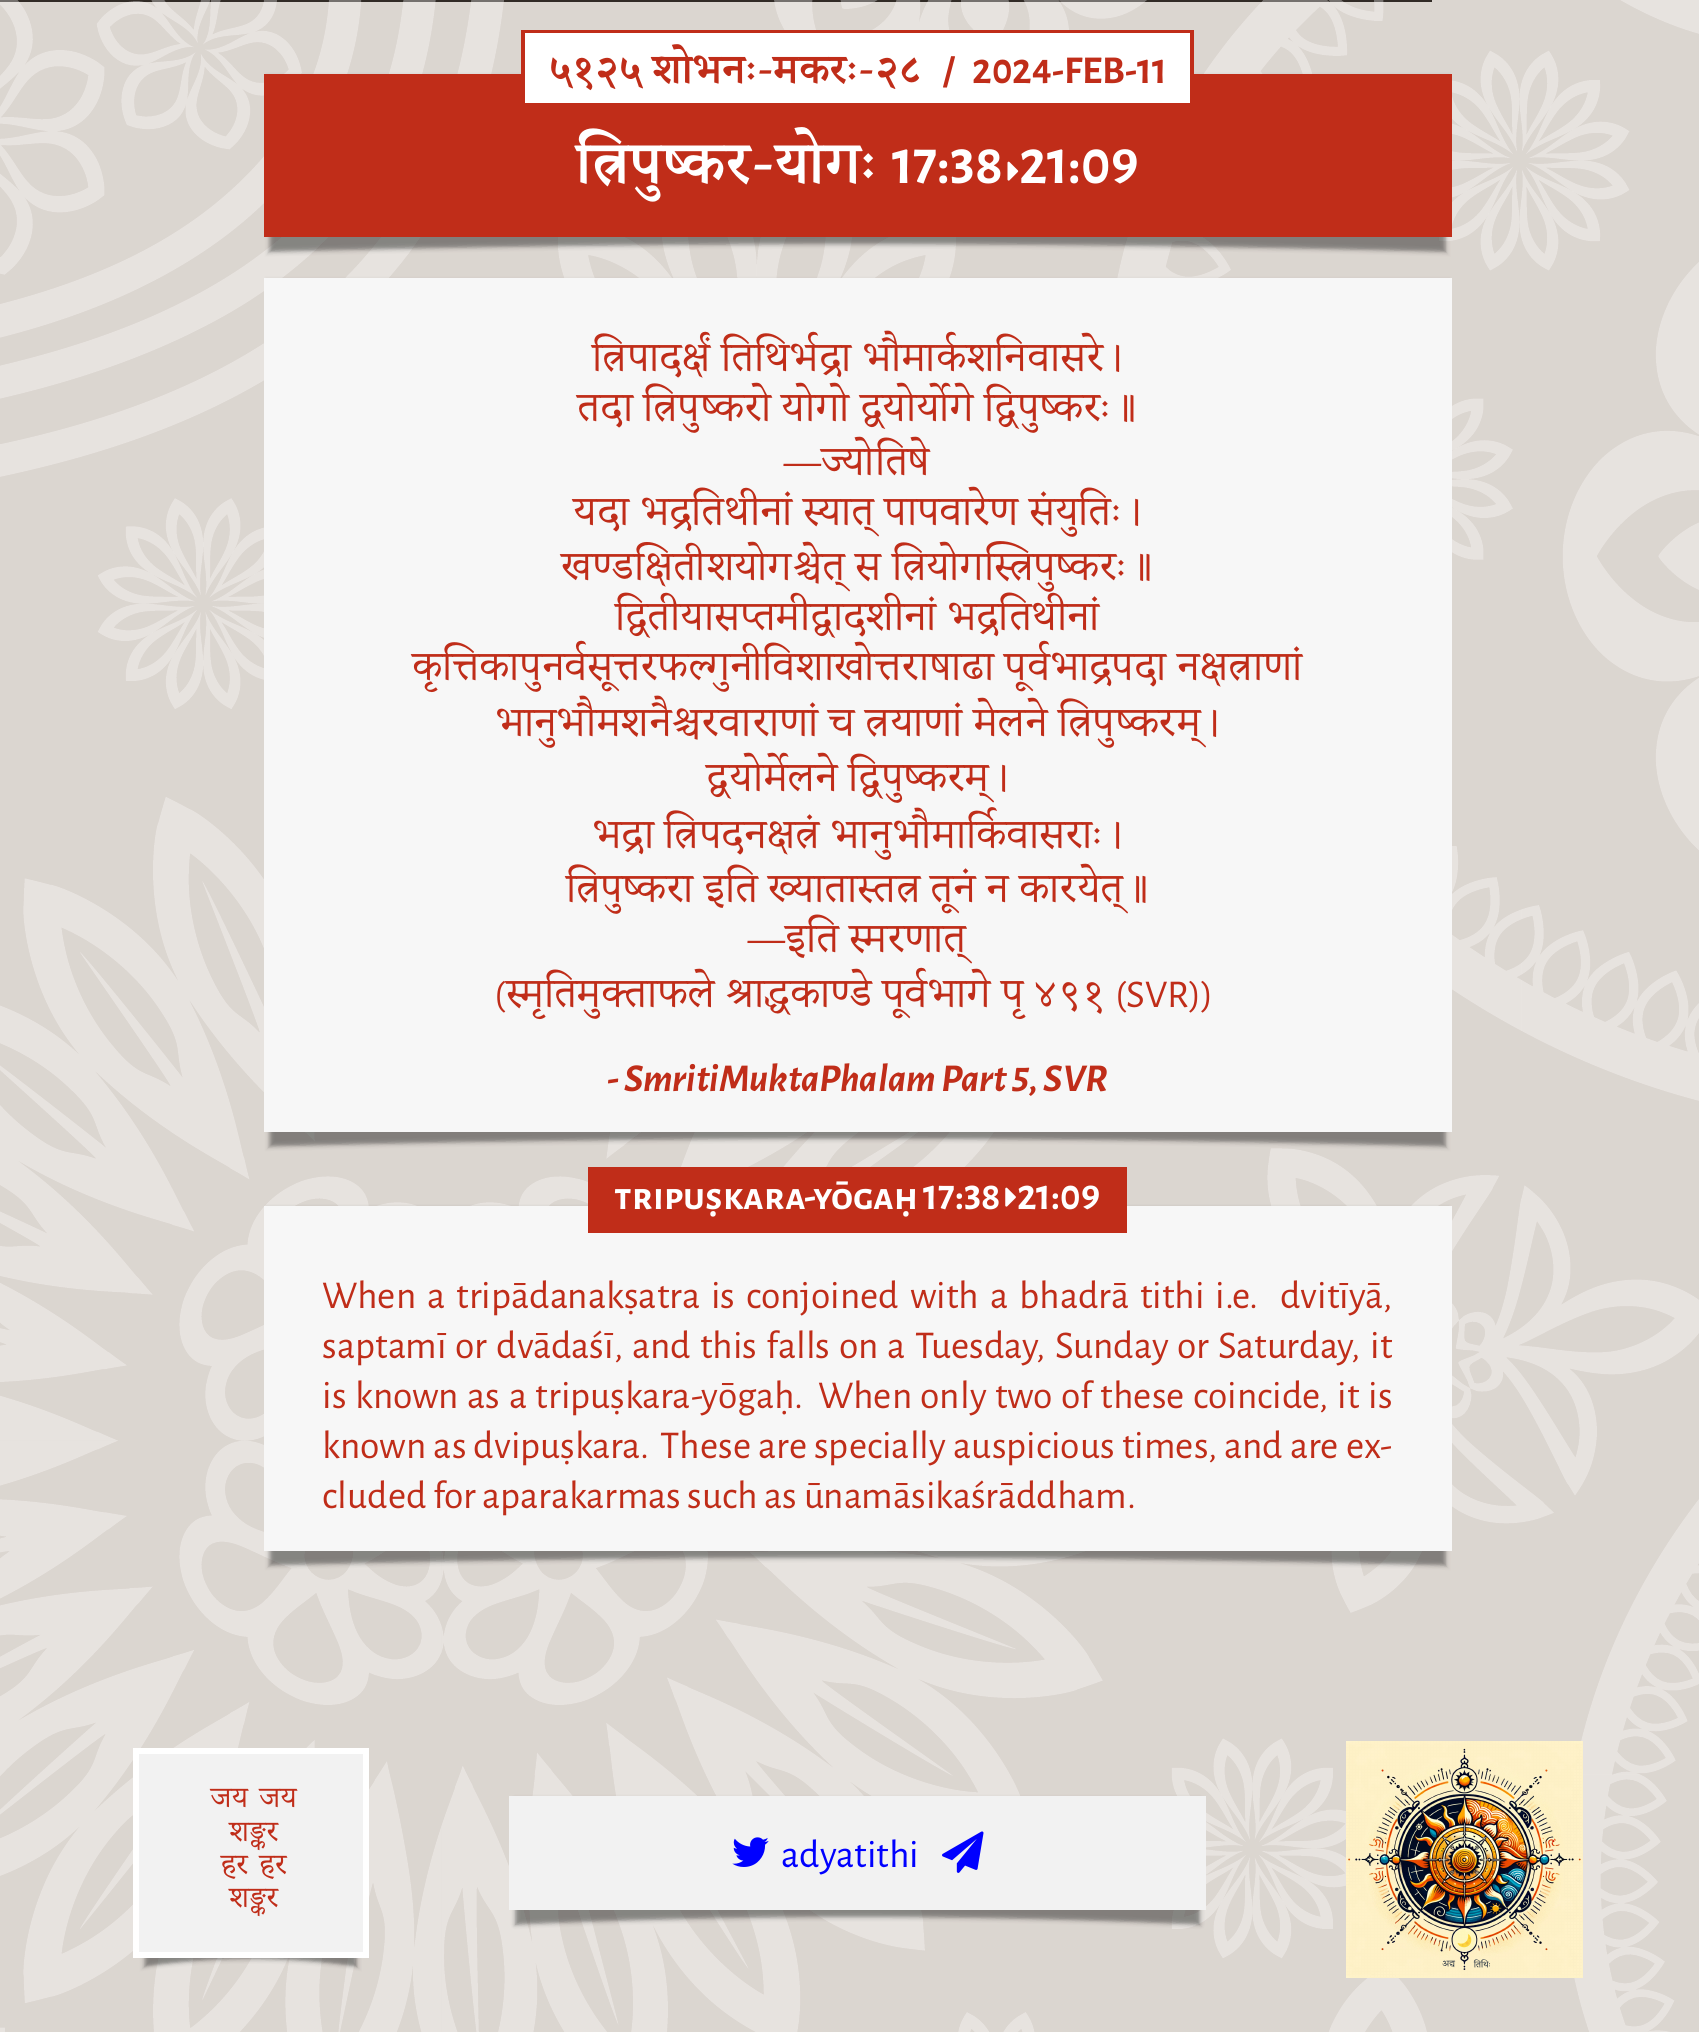 ५१२५ शोभनः-मकरः-२८ / 2024-FEB-11
त्रिपुष्कर-योगः 17:38▸21:09
त्रिपादर्क्षं तिथिर्भद्रा भौमार्कशनिवासरे।
तदा त्रिपुष्करो योगो द्वयोर्योगे द्विपुष्करः॥
—ज्योतिषे
यदा भद्रतिथीनां स्यात् पापवारेण संयुतिः।
खण्डक्षितीशयोगश्चेत् स त्रियोगस्त्रिपुष्करः॥
द्वितीयासप्तमीद्वादशीनां भद्रतिथीनां
कृत्तिकापुनर्वसूत्तरफल्गुनीविशाखोत्तराषाढा पूर्वभाद्रपदा नक्षत्राणां
भानुभौमशनैश्चरवाराणां च त्रयाणां मेलने त्रिपुष्करम्।
द्वयोर्मेलने द्विपुष्करम्।
भद्रा त्रिपदनक्षत्रं भानुभौमार्किवासराः।
त्रिपुष्करा इति ख्यातास्तत्र तूनं न कारयेत्॥
—इति स्मरणात्
(स्मृतिमुक्ताफले श्राद्धकाण्डे पूर्वभागे पृ ४९१ (SVR))
- SmritiMuktaPhalam Part 5, SVR
TRIPUṢKARA-YŌGAḤ 17:38▸21:09
When a tripādanakṣatra is conjoined with a bhadrā tithi i.e. dvitīyā,
saptamī or dvādaśī, and this falls on a Tuesday, Sunday or Saturday, it
is known as a tripuṣkara-yōgaḥ. When only two of these coincide, it is
known as dvipuṣkara. These are specially auspicious times, and are ex-
cluded for aparakarmas such as ūnamāsikaśrāddham.
जय जय
शङ्कर
हर हर
शङ्कर
adyatithi
अद्य तिथिः